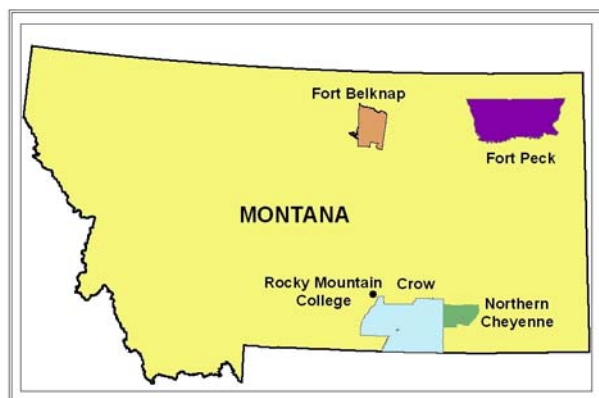 Fort Belknap
Fort Peck
MONTANA
Rocky Mountain
College
Crow
Northern
Cheyenne